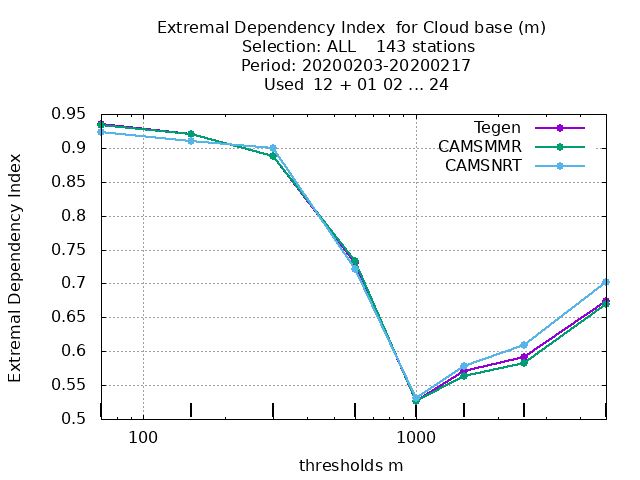 Extremal Dependency Index  for Cloud base (m)
Selection: ALL    143 stations
Period: 20200203-20200217
Used  12 + 01 02 ... 24
Extremal Dependency Index
0.95
0.9
0.85
0.8
0.75
0.7
0.65
0.6
0.55
0.5
Tegen
CAMSMMR
CAMSNRT
100
1000
thresholds m